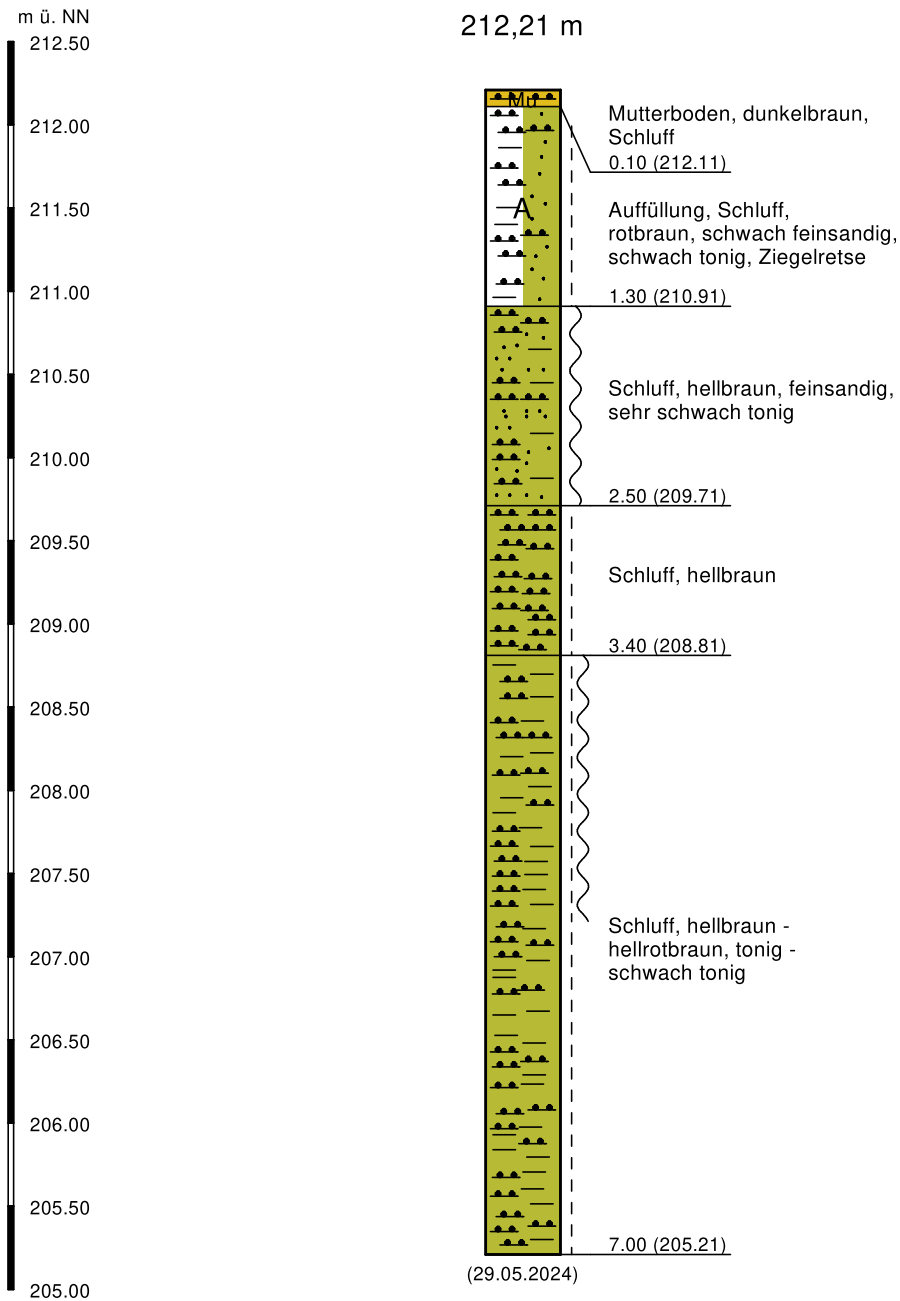 m ü. NN
212,21 m
212.50
212.00
211.50
211.00
210.50
210.00
209.50
209.00
208.50
208.00
207.50
207.00
206.50
206.00
205.50
205.00
Mu
A
Mutterboden, dunkelbraun,
Schluff
0.10 (212.11)
Auffüllung, Schluff,
rotbraun, schwach feinsandig,
schwach tonig, Ziegelretse
1.30 (210.91)
Schluff, hellbraun, feinsandig,
sehr schwach tonig
2.50 (209.71)
Schluff, hellbraun
3.40 (208.81)
Schluff, hellbraun -
hellrotbraun, tonig -
schwach tonig
7.00 (205.21)
(29.05.2024)